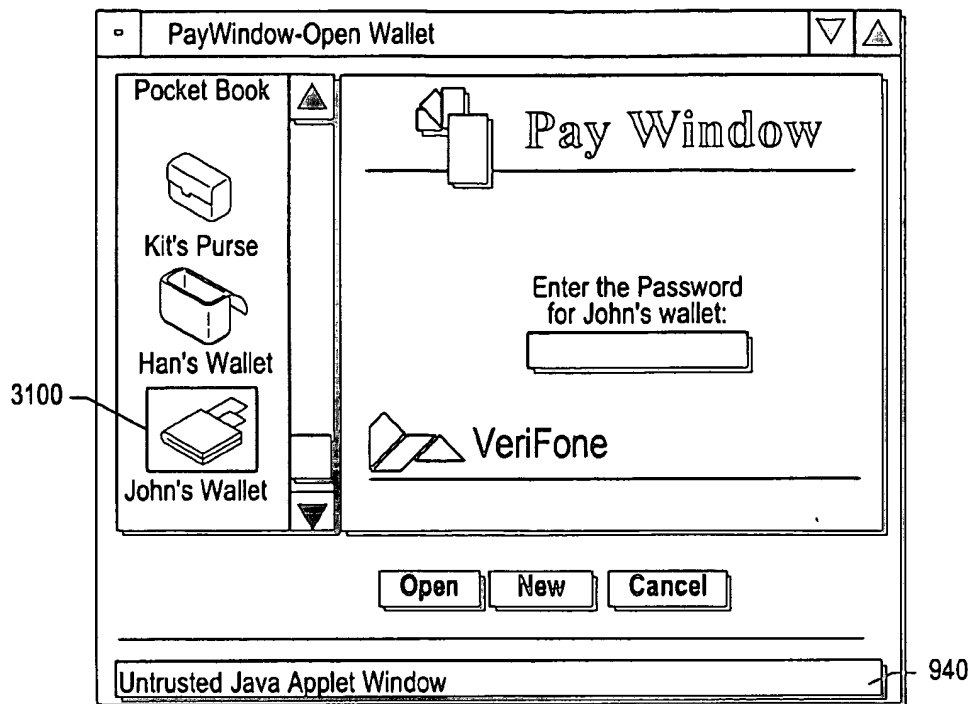 PayWindow-Open Wallet
Pocket Book
Kit's Purse
Han's Wallet
3100
John's Wallet
Pay Window
Enter the Password
for John's wallet:
VeriFone
Open New Cancel
Untrusted Java Applet Window
940